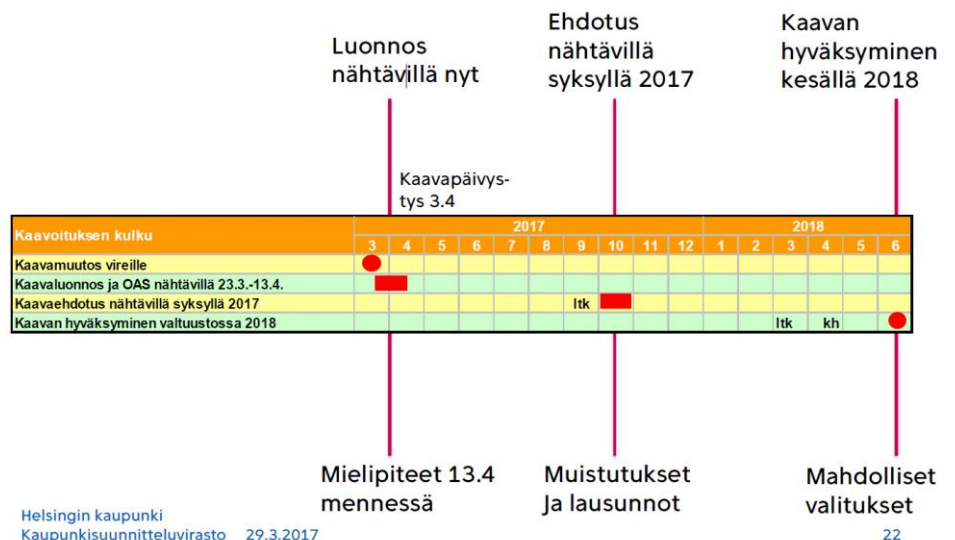 Luonnos
nähtävillä nyt
Ehdotus
nähtävillä
syksyllä 2017
Kaavan
hyväksyminen
kesällä 2018
Kaavapäivys-
tys 3.4
Kaavoituksen kulku
2017 2018
3 4 5 6 7 8 9 10 11 12 1 2 3 4 5 6
Kaavamuutos vireille
Kaavaluonnos ja OAS nähtävillä 23.3.-13.4.
Kaavaehdotus nähtävillä syksyllä 2017 ltk
Kaavan hyväksyminen valtuustossa 2018 ltk kh
Mielipiteet 13.4
mennessä
Muistutukset
Ja lausunnot
Mahdolliset
valitukset
Helsingin kaupunki
Kaupunkisuunnitteluvirasto 29.3.2017 22